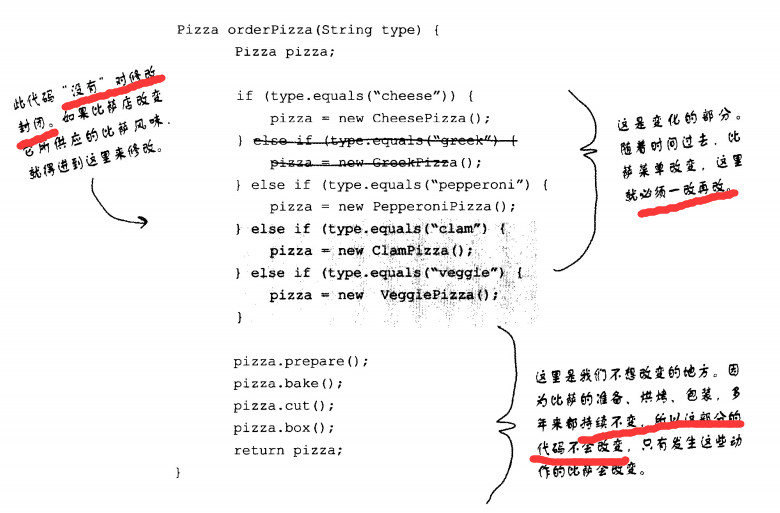 Pizza orderPizza(String type) {
Pizza pizza;
if (type.equals(“cheese”)) {
pizza = new CheesePizza();
} else if (type.equals(“greek”) {
pizza = new GreekPizza();
} else if (type.equals(“pepperoni”) {
pizza = new PepperoniPizza();
} else if (type.equals(“clam”) {
pizza = new ClamPizza();
} else if (type.equals(“veggie”) {
pizza = new VeggiePizza();
}
pizza.prepare();
pizza.bake();
pizza.cut();
pizza.box();
return pizza;
}
此代码“没有”对修改
封闭。如果比萨店改变
它所供应的比萨风味，
就得进到这里来修改。
这是变化的部分。
随着时间过去，比
萨菜单改变，这里
就必须一改再改。
这里是我们不想改变的地方。因
为比萨的准备、烘烤、包装，多
年来都持续不变，所以这部分的
代码不会改变，只有发生这些动
作的比萨会改变。